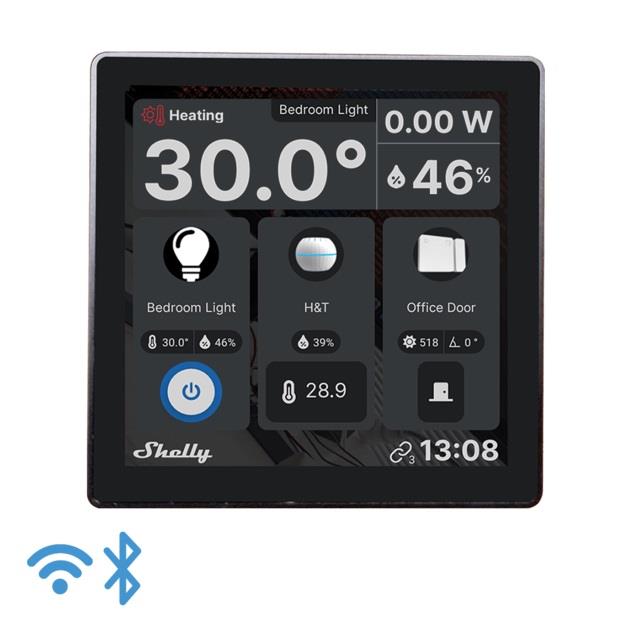 Heating
Bedroom Light
0.00 W
30.0°
46%
Bedroom Light
H&T
Office Door
30.0° 46%
39%
518 0°
28.9
Shelly
3 13:08